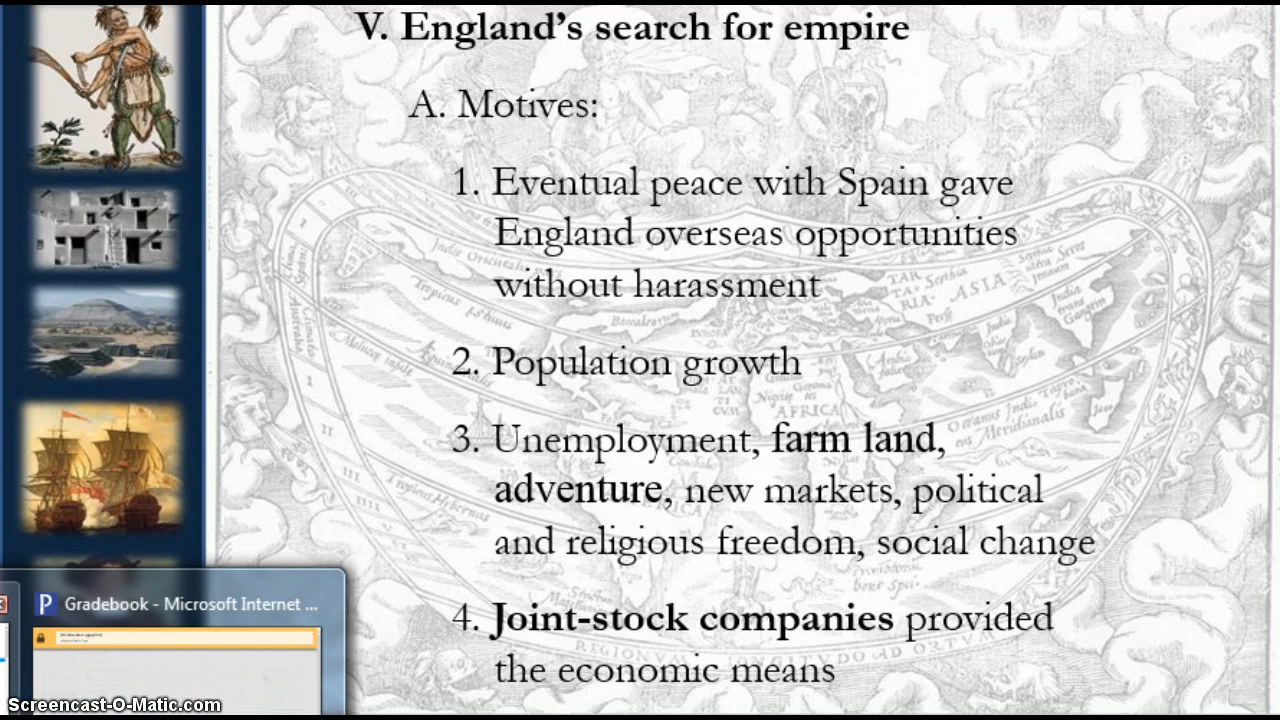 V. England's search for empire
A. Motives:
1. Eventual peace with Spain gave
England overseas opportunities
without harassment
2. Population growth
3. Unemployment, farm land,
adventure, new markets, political
and religious freedom, social change
4. Joint-stock companies provided
the economic means
P Gradebook - Microsoft Internet ...
Screencast-O-Matic.com
ASIA
AFRICA